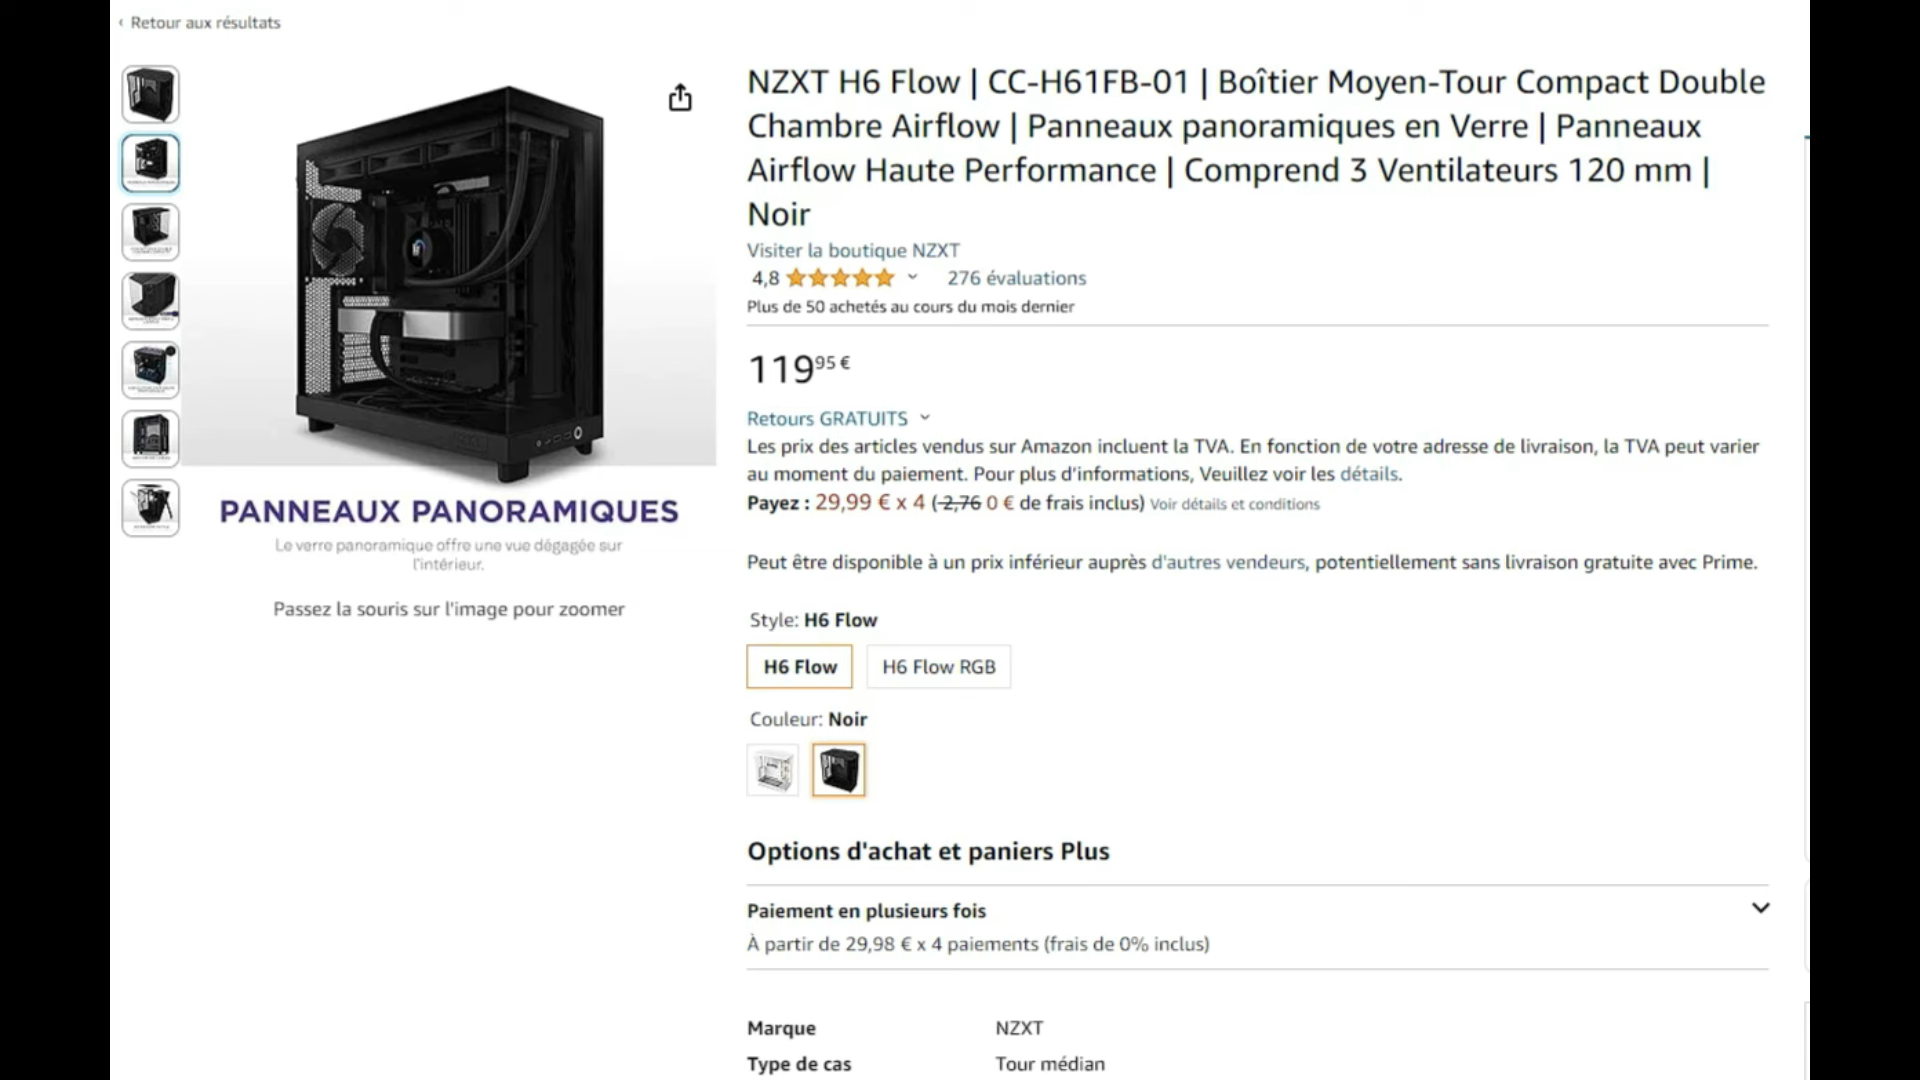 ‹ Retour aux résultats
NZXT H6 Flow | CC-H61FB-01 | Boîtier Moyen-Tour Compact Double
Chambre Airflow | Panneaux panoramiques en Verre | Panneaux
Airflow Haute Performance | Comprend 3 Ventilateurs 120 mm |
Noir
Visiter la boutique NZXT
4,8 276 évaluations
Plus de 50 achetés au cours du mois dernier
119 95 €
Retours GRATUITS
Les prix des articles vendus sur Amazon incluent la TVA. En fonction de votre adresse de livraison, la TVA peut varier
au moment du paiement. Pour plus d'informations, Veuillez voir les détails.
Payez : 29,99 € x 4 (-2,76 0 € de frais inclus) Voir détails et conditions
PANNEAUX PANORAMIQUES
Le verre panoramique offre une vue dégagée sur
l'intérieur.
Passez la souris sur l'image pour zoomer
Peut être disponible à un prix inférieur auprès d'autres vendeurs, potentiellement sans livraison gratuite avec Prime.
Style: H6 Flow
H6 Flow H6 Flow RGB
Couleur: Noir
Options d'achat et paniers Plus
Paiement en plusieurs fois
À partir de 29,98 € x 4 paiements (frais de 0% inclus)
Marque NZXT
Type de cas Tour médian